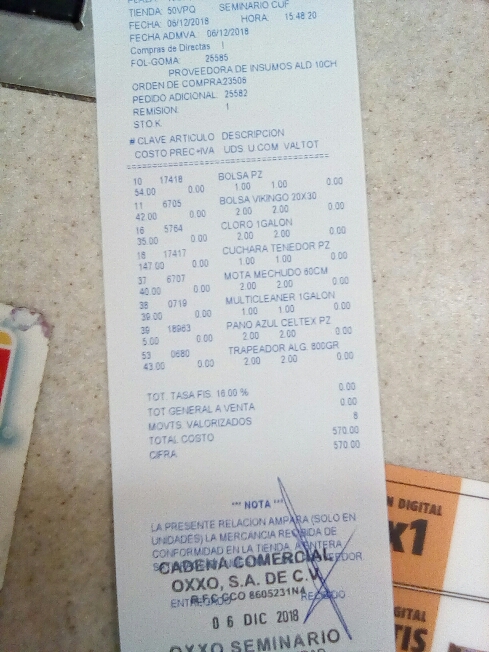 TIENDA: 50VPQ SEMINARIO CUF
FECHA: 06/12/2018 HORA: 15:48:20
FECHA ADMVA: 06/12/2018
Compras de Directas 1
FOL-GOMA: 25585
PROVEEDORA DE INSUMOS ALD 10CH
ORDEN DE COMPRA:23506
PEDIDO ADICIONAL: 25582
REMISION: 1
STO.K
# CLAVE ARTICULO DESCRIPCION
COSTO PREC+IVA UDS U.COM VALTOT
10 17418 BOLSA PZ
54.00 0.00 1.00 1.00 0.00
11 6705 BOLSA VIKINGO 20X30
42.00 0.00 2.00 2.00 0.00
16 5764 CLORO 1GALON
35.00 0.00 2.00 2.00 0.00
18 17417 CUCHARA TENEDOR PZ
147.00 0.00 1.00 1.00 0.00
37 6707 MOTA MECHUDO 60CM
40.00 0.00 2.00 2.00 0.00
38 0719 MULTICLEANER 1GALON
39.00 0.00 1.00 1.00 0.00
39 18963 PANO AZUL CELTEX PZ
5.00 0.00 2.00 2.00 0.00
53 0680 TRAPEADOR ALG. 800GR
43.00 0.00 2.00 2.00 0.00
TOT. TASA FIS. 16.00 % 0.00
TOT GENERAL A VENTA 0.00
MOVTS. VALORIZADOS 8
TOTAL COSTO 570.00
CIFRA 570.00
*** NOTA ***
LA PRESENTE RELACION AMPARA (SOLO EN
UNIDADES) LA MERCANCIA RECIBIDA DE
CONFORMIDAD EN LA TIENDA, A ENTERA
CADENA COMERCIAL
OXXO, S.A. DE C.V.
R.F.C. CCO 8605231N4
ENTREGADO RECIBIDO
06 DIC 2018
OXXO SEMINARIO
N DIGITAL
x1
GITAL
TIS